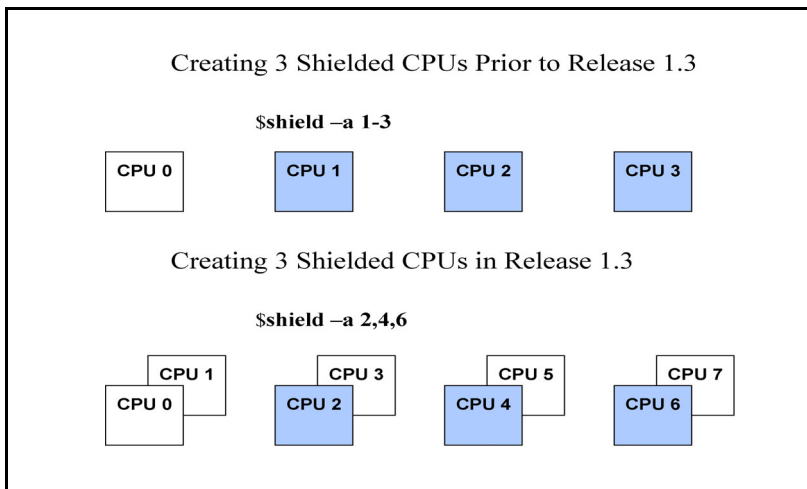 Creating 3 Shielded CPUs Prior to Release 1.3
$shield –a 1-3
CPU 0 CPU 1 CPU 2 CPU 3
Creating 3 Shielded CPUs in Release 1.3
$shield –a 2,4,6
CPU 1 CPU 3 CPU 5 CPU 7
CPU 0 CPU 2 CPU 4 CPU 6